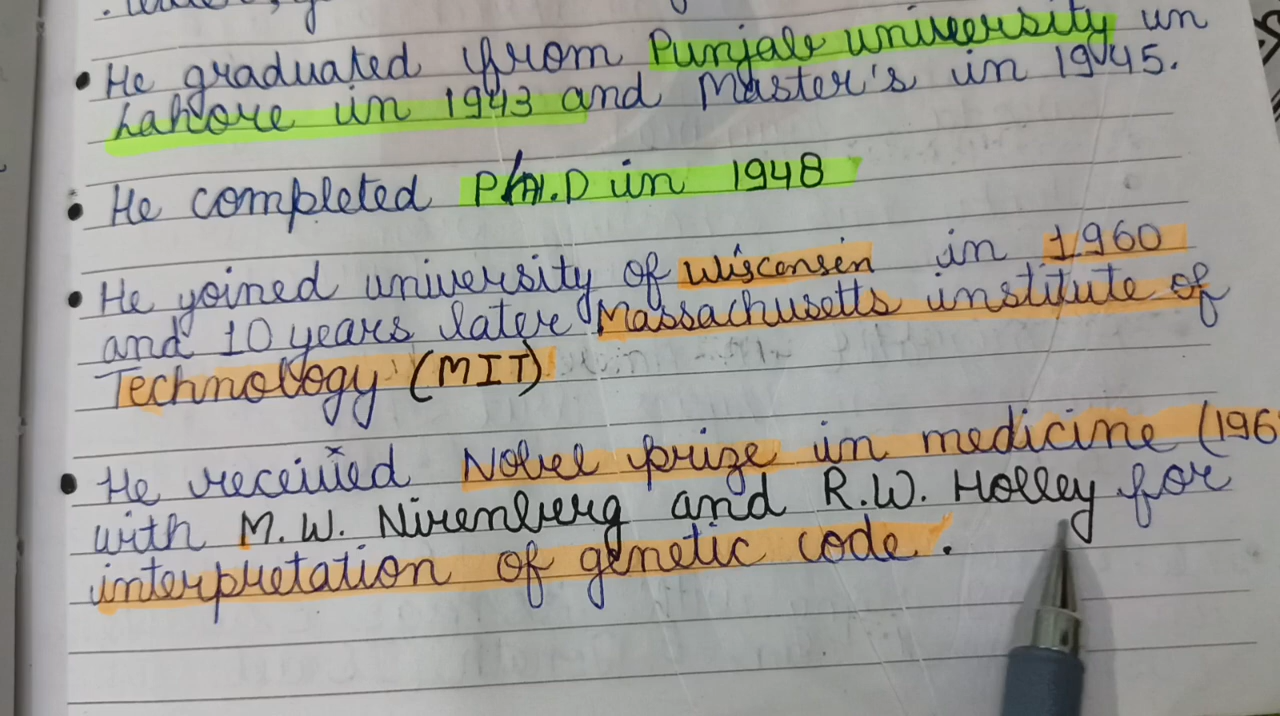 • He graduated from Punjab university in
Lahore in 1943 and Master's in 1945.
• He completed Ph.D in 1948
• He joined university of Wisconsin in 1960
and 10 years later Massachusetts institute of
Technology (MIT)
• He received Nobel prize in medicine (196
with M.W. Nirenberg and R.W. Holley for
interpretation of genetic code.